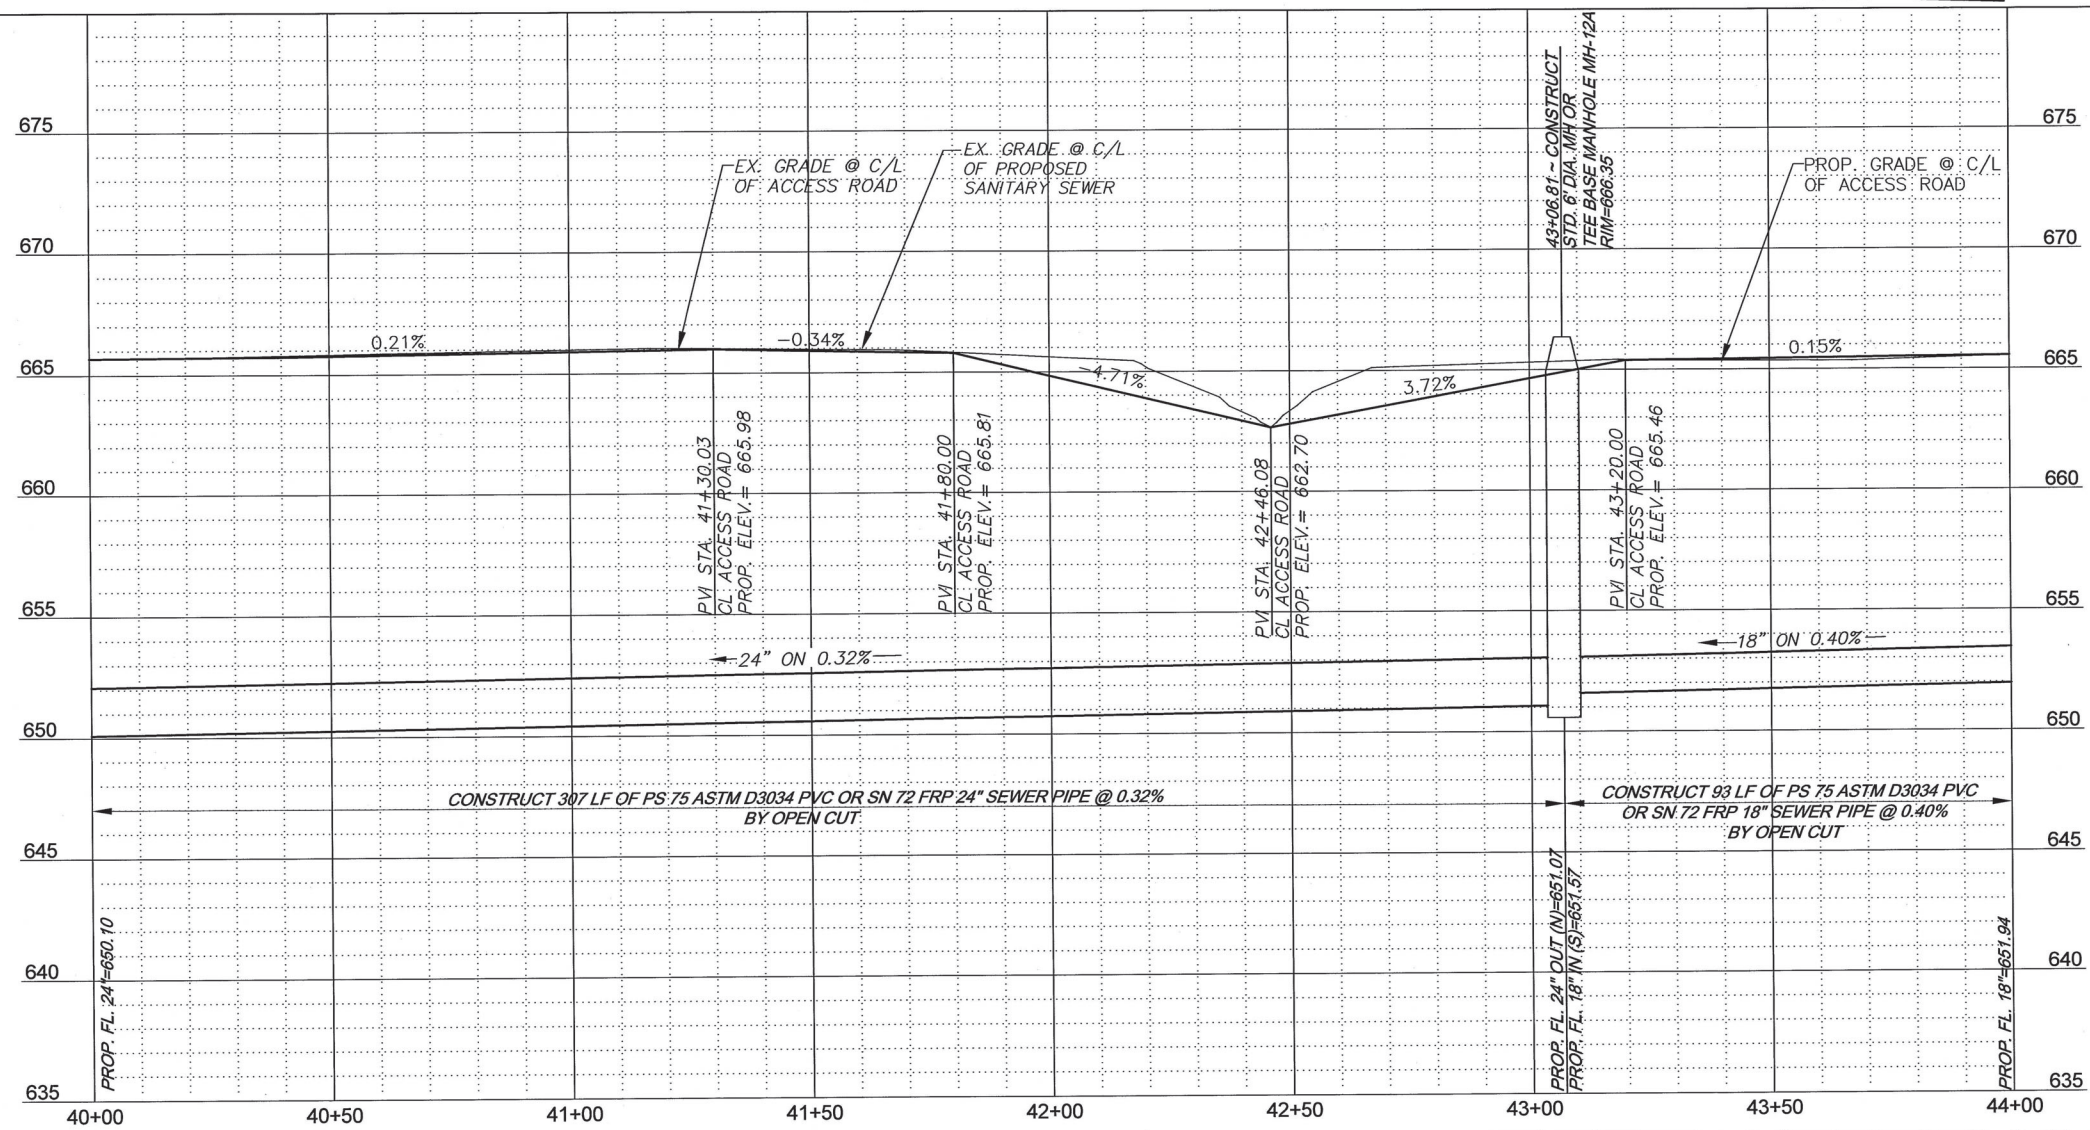 675
675
670
670
665
665
660
660
655
655
650
650
645
645
640
640
635
635
EX. GRADE @ C/L
OF ACCESS ROAD
EX. GRADE @ C/L
OF PROPOSED
SANITARY SEWER
43+06.81 ~ CONSTRUCT
STD. 6' DIA. MH OR
TEE BASE MANHOLE MH-12A
RIM=666.35
PROP. GRADE @ C/L
OF ACCESS ROAD
0.21%
-0.34%
-4.71%
3.72%
0.15%
PVI STA. 41+30.03
CL ACCESS ROAD
PROP. ELEV.= 665.98
PVI STA. 41+80.00
CL ACCESS ROAD
PROP. ELEV.= 665.81
PVI STA. 42+46.08
CL ACCESS ROAD
PROP. ELEV.= 662.70
PVI STA. 43+20.00
CL ACCESS ROAD
PROP. ELEV.= 665.46
24" ON 0.32%
18" ON 0.40%
CONSTRUCT 307 LF OF PS 75 ASTM D3034 PVC OR SN 72 FRP 24" SEWER PIPE @ 0.32%
BY OPEN CUT
CONSTRUCT 93 LF OF PS 75 ASTM D3034 PVC
OR SN 72 FRP 18" SEWER PIPE @ 0.40%
BY OPEN CUT
PROP. FL. 24"=650.10
PROP. FL. 24" OUT (N)=651.07
PROP. FL. 18" IN (S)=651.57
PROP. FL. 18"=651.94
40+00
40+50
41+00
41+50
42+00
42+50
43+00
43+50
44+00